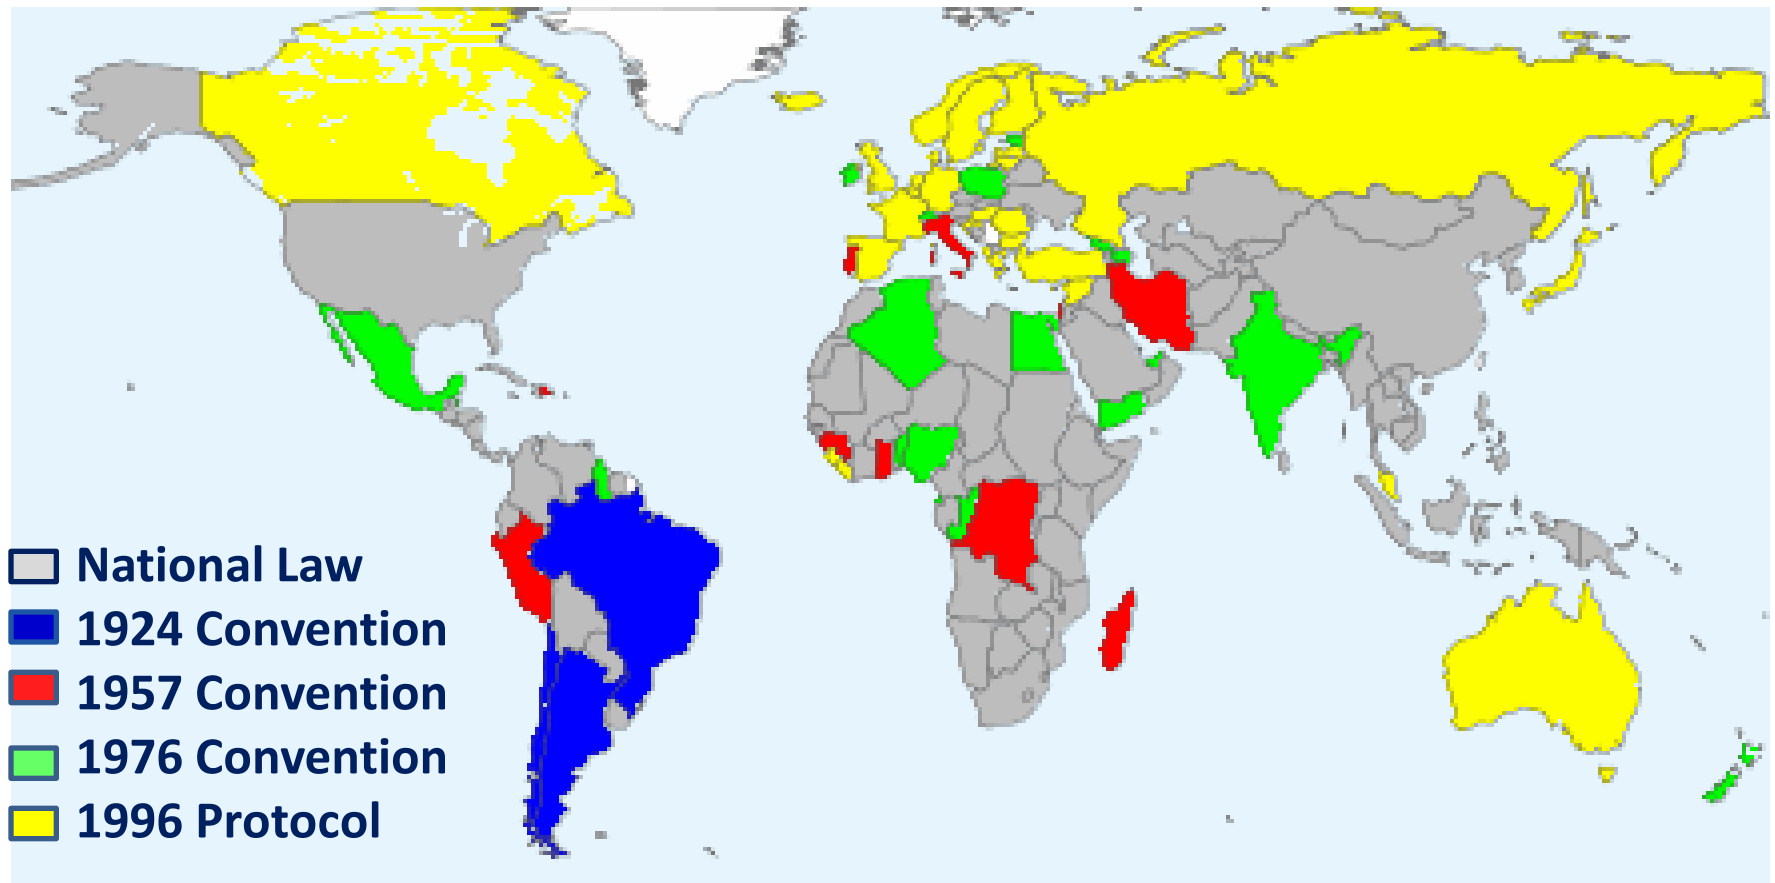 National Law
1924 Convention
1957 Convention
1976 Convention
1996 Protocol